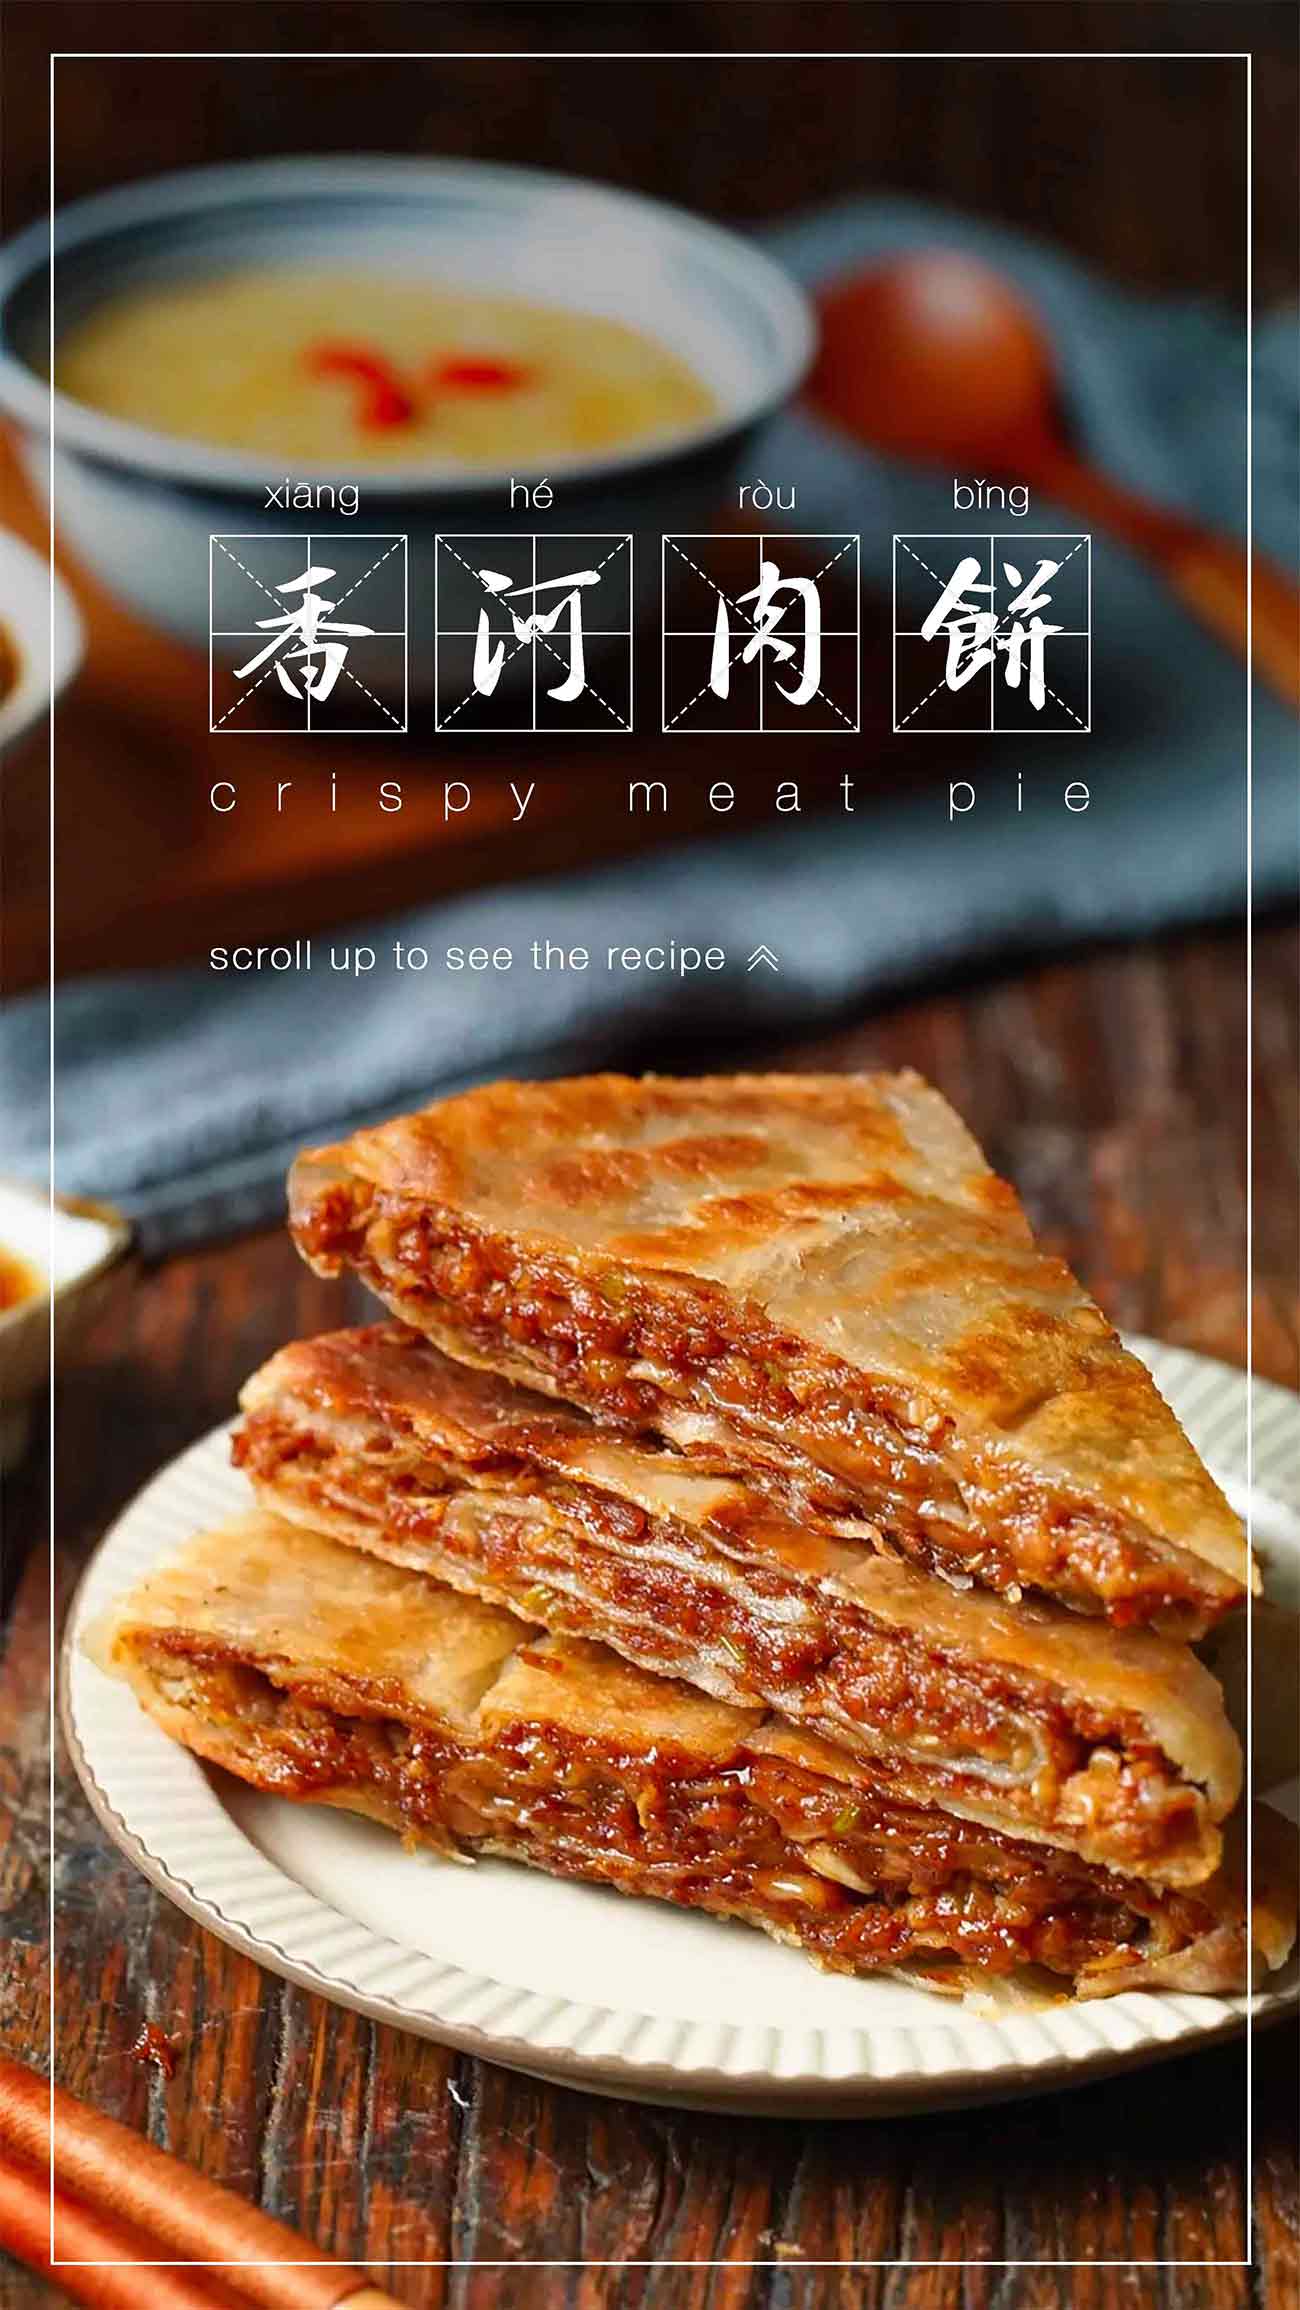 xiāng hé ròu bǐng
香河肉餅
crispy meat pie
scroll up to see the recipe